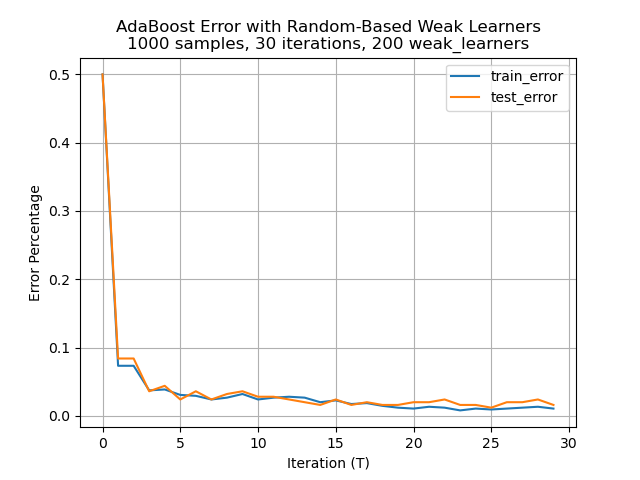 AdaBoost Error with Random-Based Weak Learners
1000 samples, 30 iterations, 200 weak_learners
train_error
test_error
Error Percentage
0.5
0.4
0.3
0.2
0.1
0.0
0 5 10 15 20 25 30
Iteration (T)